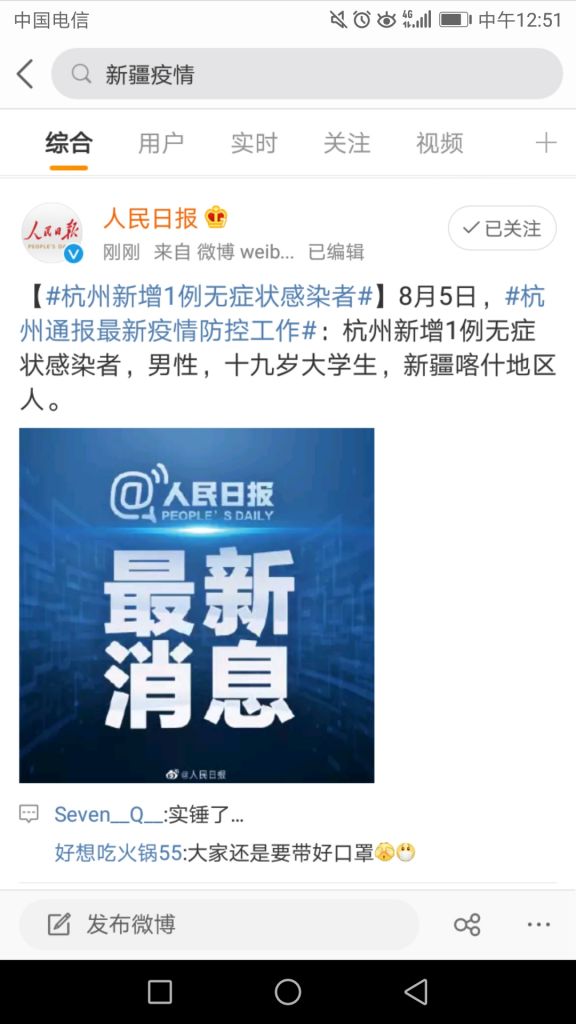 中国电信
4G
中午12:51
新疆疫情
综合 用户 实时 关注 视频
人民日报
人民日报
PEOPLE'S DA
已关注
刚刚 来自 微博 weib... 已编辑
【#杭州新增1例无症状感染者#】8月5日，#杭
州通报最新疫情防控工作#：杭州新增1例无症
状感染者，男性，十九岁大学生，新疆喀什地区
人。
@人民日报
PEOPLE'S DAILY
最新
消息
@人民日报
Seven__Q__:实锤了...
好想吃火锅55:大家还是要带好口罩
发布微博